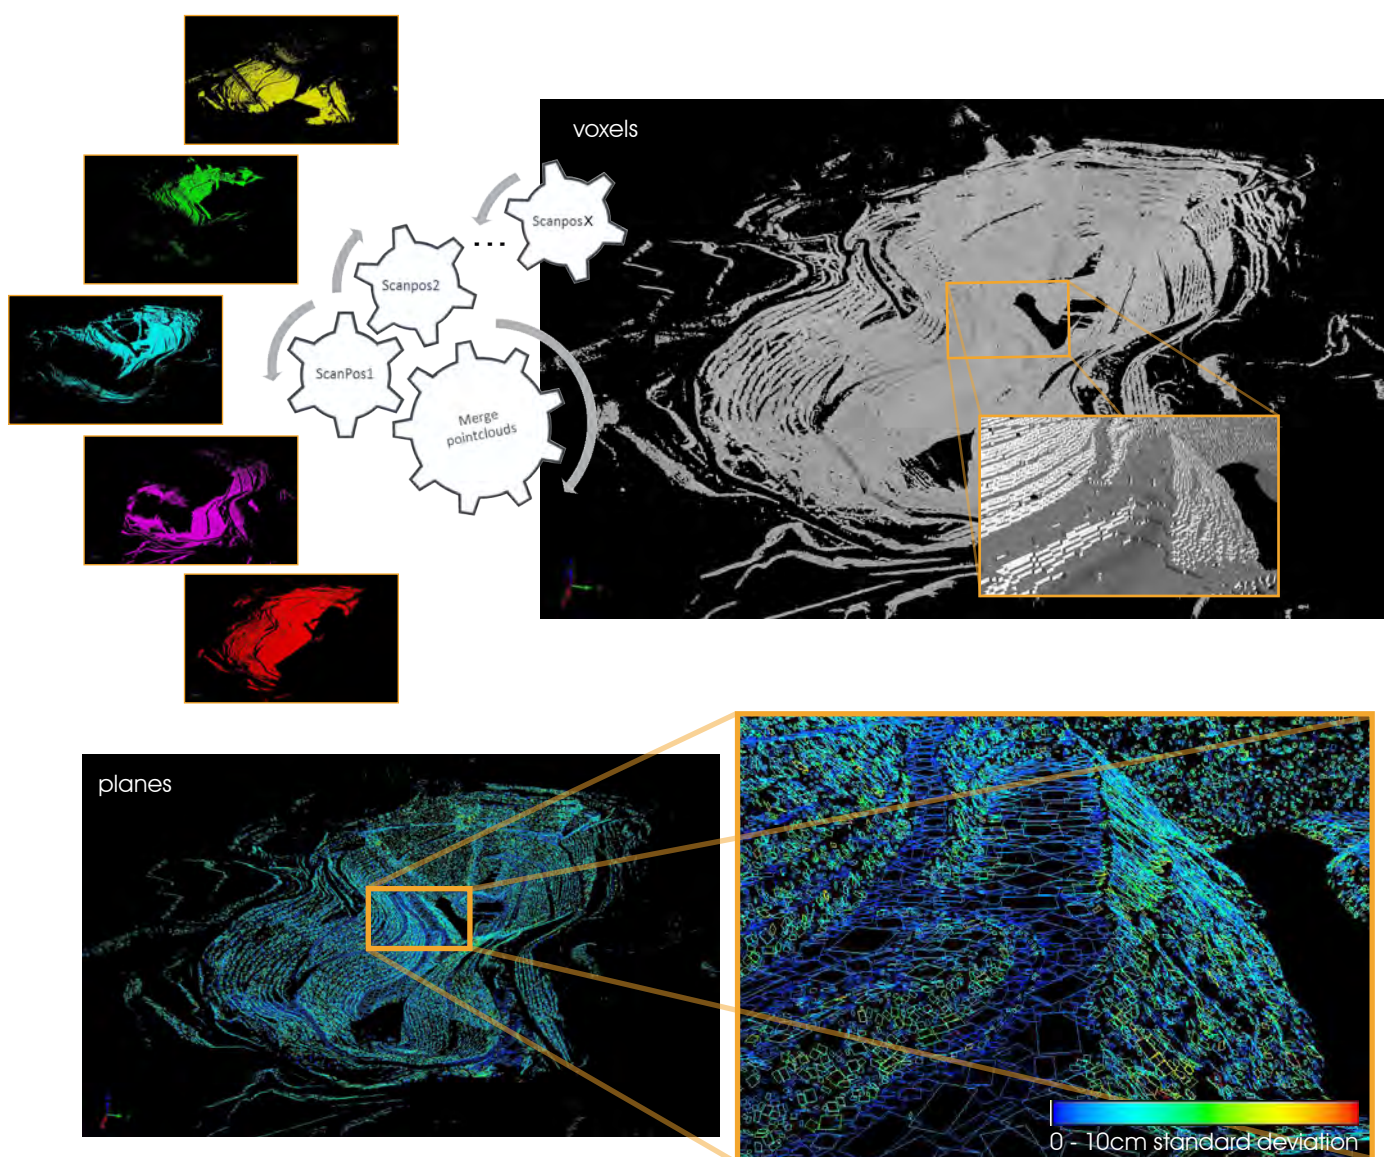 voxels
ScanposX
...
Scanpos2
ScanPos1
Merge
pointclouds
planes
0 - 10cm standard deviation